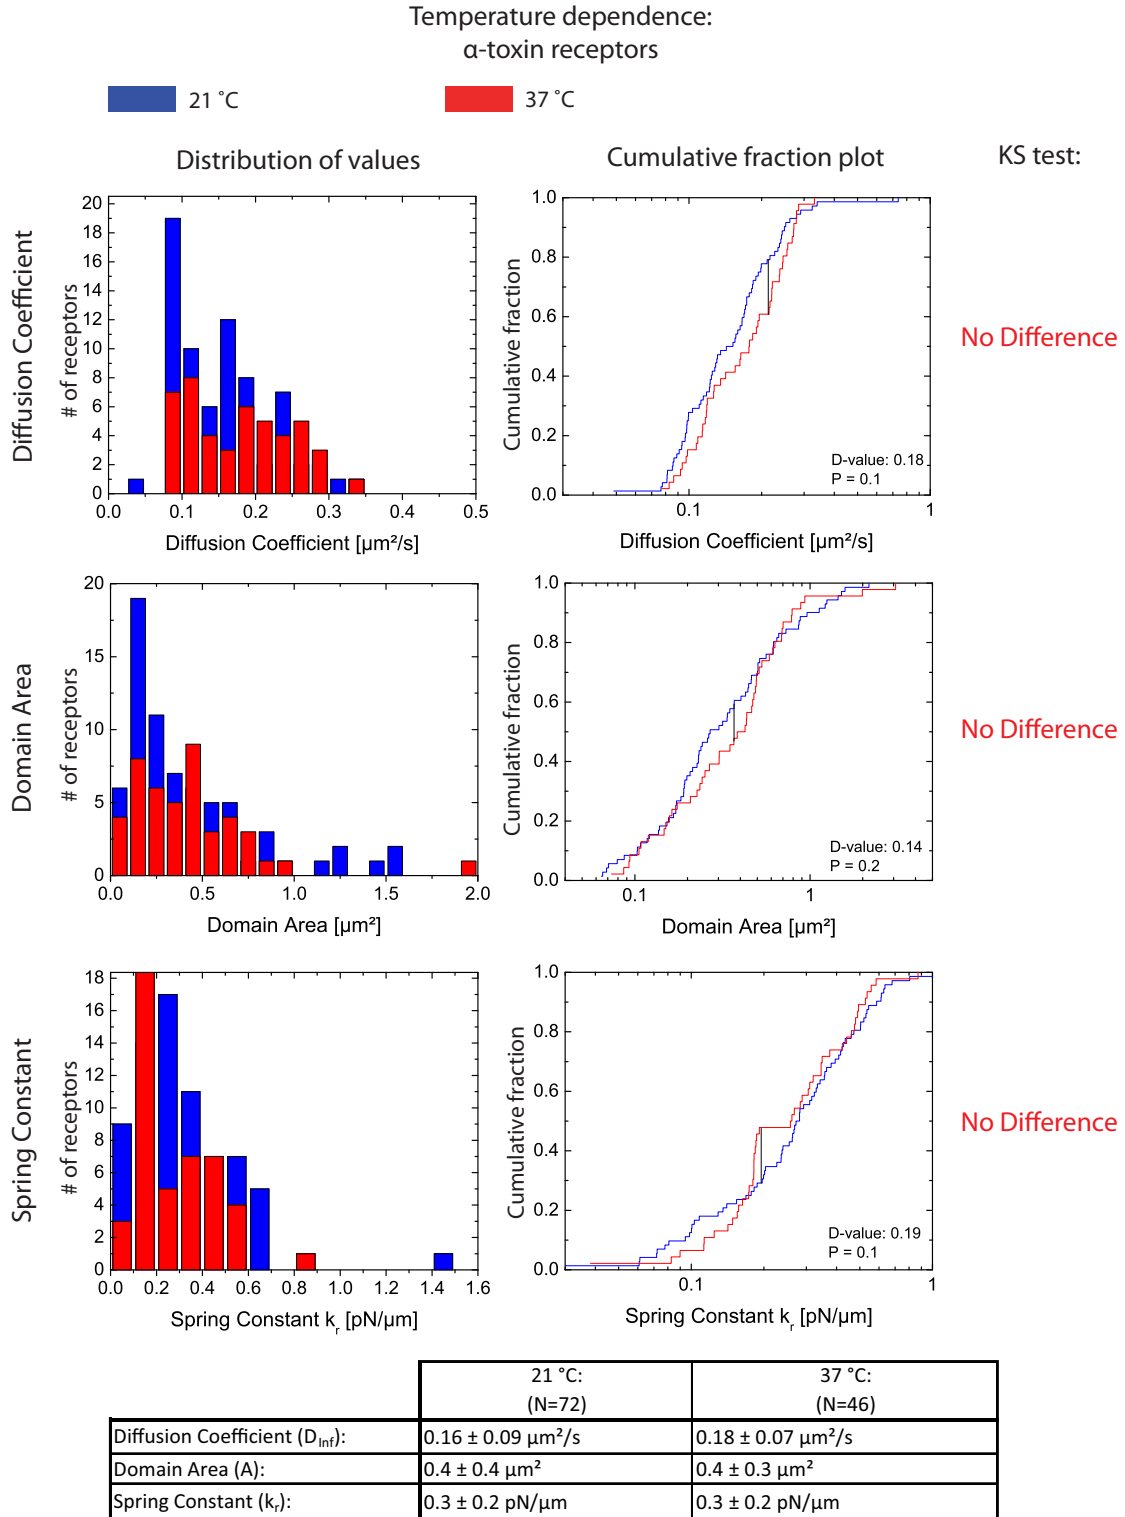 Temperature dependence:
α-toxin receptors
21 ˚C
37 ˚C
Distribution of values
Cumulative fraction plot
KS test:
Diffusion Coefficient
# of receptors
20
18
16
14
12
10
8
6
4
2
0
0.0 0.1 0.2 0.3 0.4 0.5
Diffusion Coefficient [µm²/s]
Cumulative fraction
1.0
0.8
0.6
0.4
0.2
0.0
D-value: 0.18
P = 0.1
0.1 1
Diffusion Coefficient [µm²/s]
No Difference
Domain Area
# of receptors
20
15
10
5
0
0.0 0.5 1.0 1.5 2.0
Domain Area [µm²]
Cumulative fraction
1.0
0.8
0.6
0.4
0.2
0.0
D-value: 0.14
P = 0.2
0.1 1
Domain Area [µm²]
No Difference
Spring Constant
# of receptors
18
16
14
12
10
8
6
4
2
0
0.0 0.2 0.4 0.6 0.8 1.0 1.2 1.4 1.6
Spring Constant kr [pN/µm]
Cumulative fraction
1.0
0.8
0.6
0.4
0.2
0.0
D-value: 0.19
P = 0.1
0.1 1
Spring Constant kr [pN/µm]
No Difference
21 °C: 37 °C:
(N=72) (N=46)
Diffusion Coefficient (DInf): 0.16 ± 0.09 µm²/s 0.18 ± 0.07 µm²/s
Domain Area (A): 0.4 ± 0.4 µm² 0.4 ± 0.3 µm²
Spring Constant (kr): 0.3 ± 0.2 pN/µm 0.3 ± 0.2 pN/µm